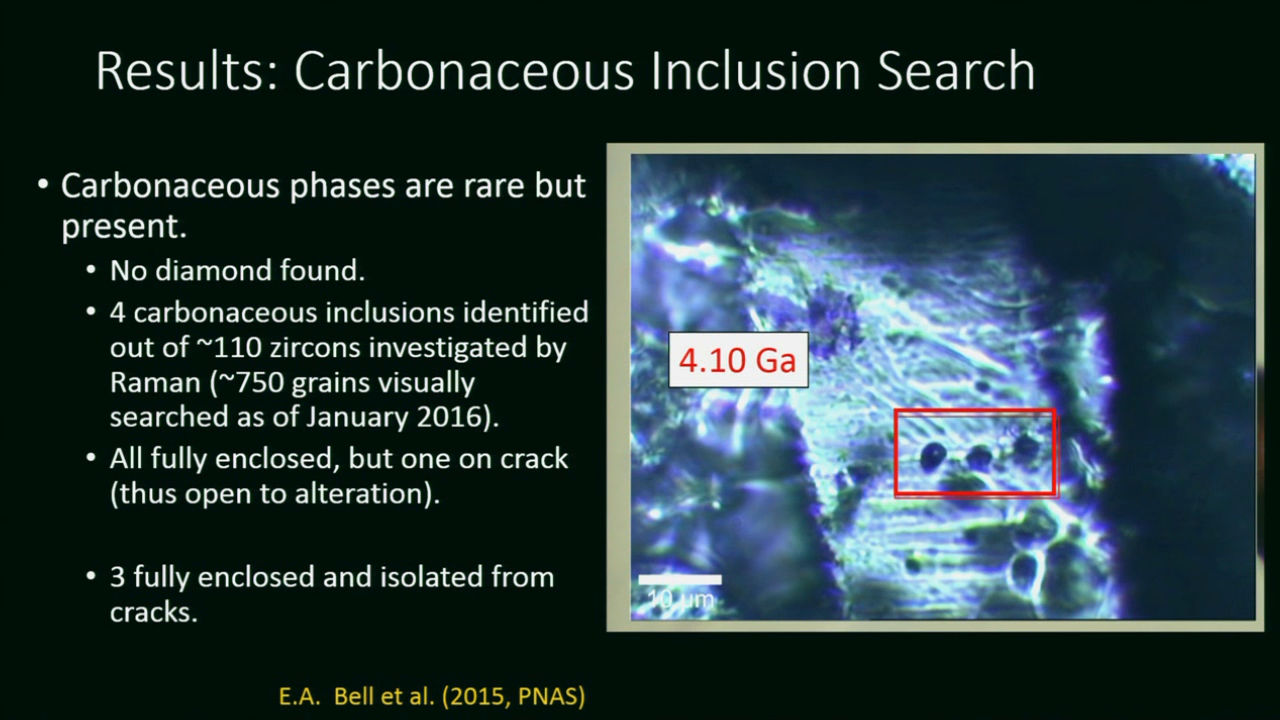 Results: Carbonaceous Inclusion Search
• Carbonaceous phases are rare but
present.
• No diamond found.
• 4 carbonaceous inclusions identified
out of ~110 zircons investigated by
Raman (~750 grains visually
searched as of January 2016).
• All fully enclosed, but one on crack
(thus open to alteration).
• 3 fully enclosed and isolated from
cracks.
4.10 Ga
10 µm
E.A. Bell et al. (2015, PNAS)